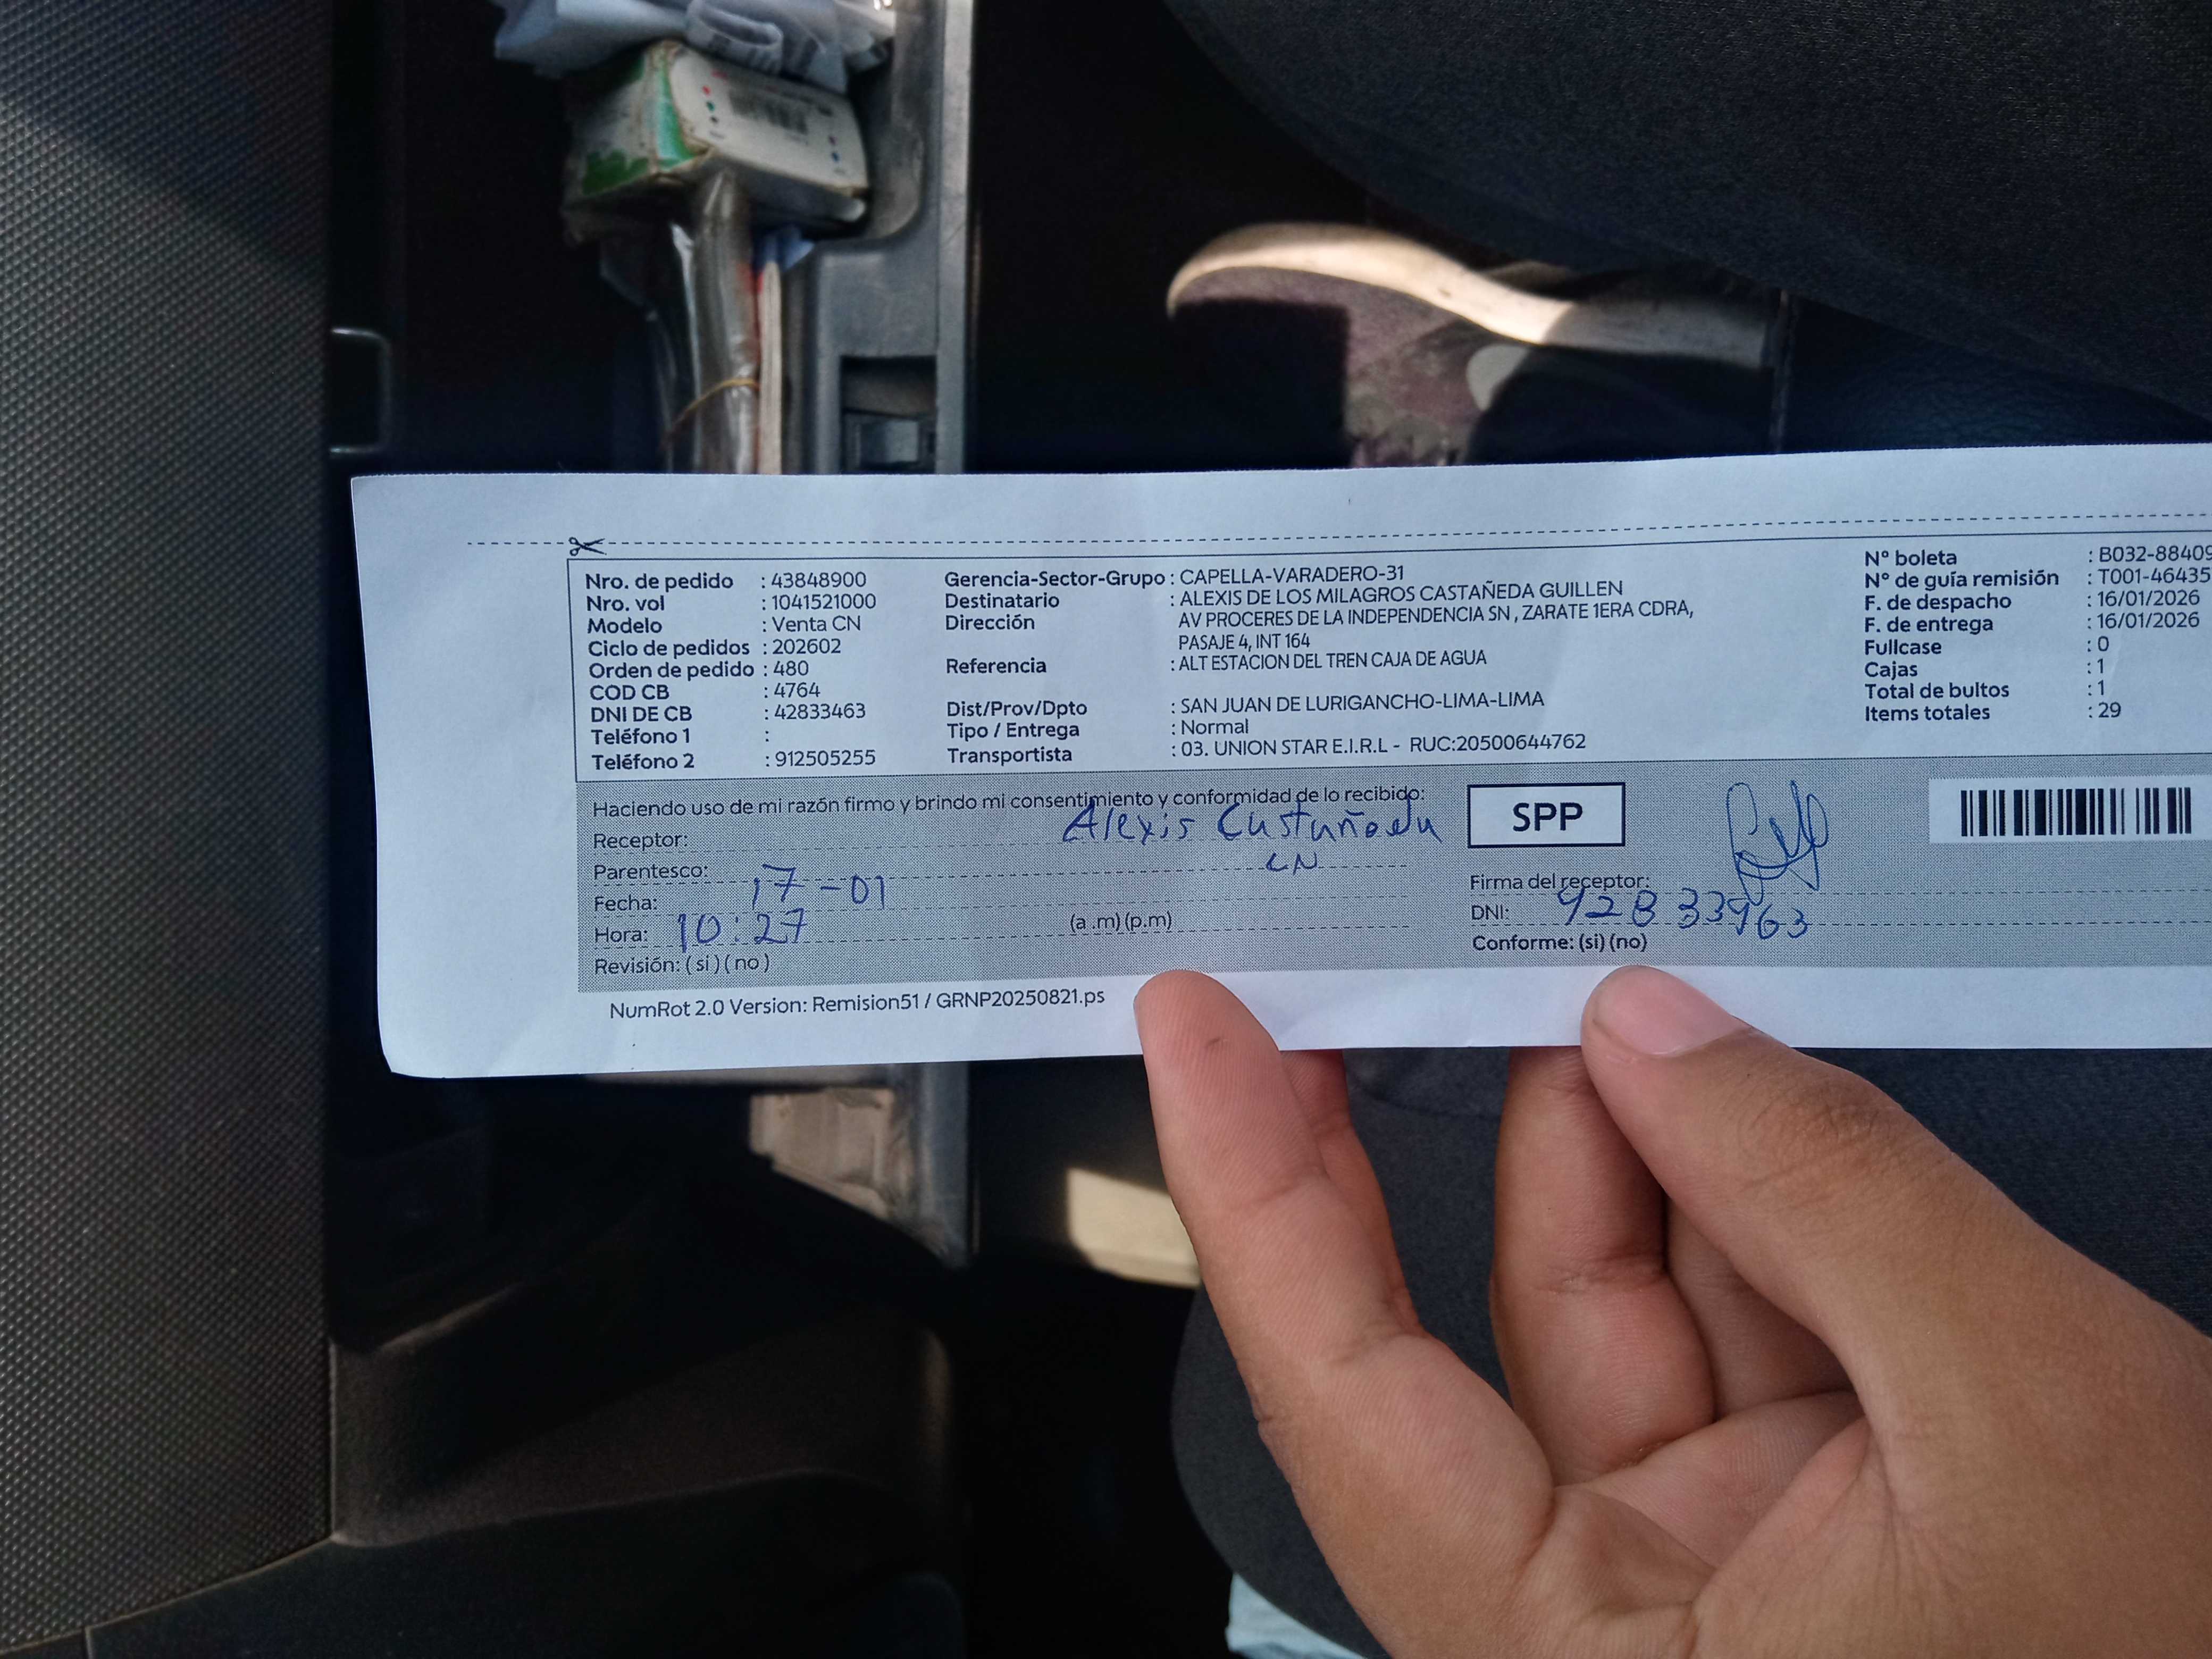 Nro. de pedido : 43848900
Nro. vol : 1041521000
Modelo : Venta CN
Ciclo de pedidos : 202602
Orden de pedido : 480
COD CB : 4764
DNI DE CB : 42833463
Teléfono 1 :
Teléfono 2 : 912505255
Gerencia-Sector-Grupo : CAPELLA-VARADERO-31
Destinatario : ALEXIS DE LOS MILAGROS CASTAÑEDA GUILLEN
Dirección AV PROCERES DE LA INDEPENDENCIA SN , ZARATE 1ERA CDRA,
PASAJE 4, INT 164
Referencia : ALT ESTACION DEL TREN CAJA DE AGUA
Dist/Prov/Dpto : SAN JUAN DE LURIGANCHO-LIMA-LIMA
Tipo / Entrega : Normal
Transportista : 03. UNION STAR E.I.R.L - RUC:20500644762
N° boleta : B032-88409
N° de guía remisión : T001-46435
F. de despacho : 16/01/2026
F. de entrega : 16/01/2026
Fullcase : 0
Cajas : 1
Total de bultos : 1
Items totales : 29
Haciendo uso de mi razón firmo y brindo mi consentimiento y conformidad de lo recibido:
Receptor: Alexis Castañeda
Parentesco: CN
Fecha: 17-01
Hora: 10:27 (a .m) (p.m)
Revisión: ( si ) ( no )
SPP
Firma del receptor:
DNI:
Conforme: (si) (no)
NumRot 2.0 Version: Remision51 / GRNP20250821.ps